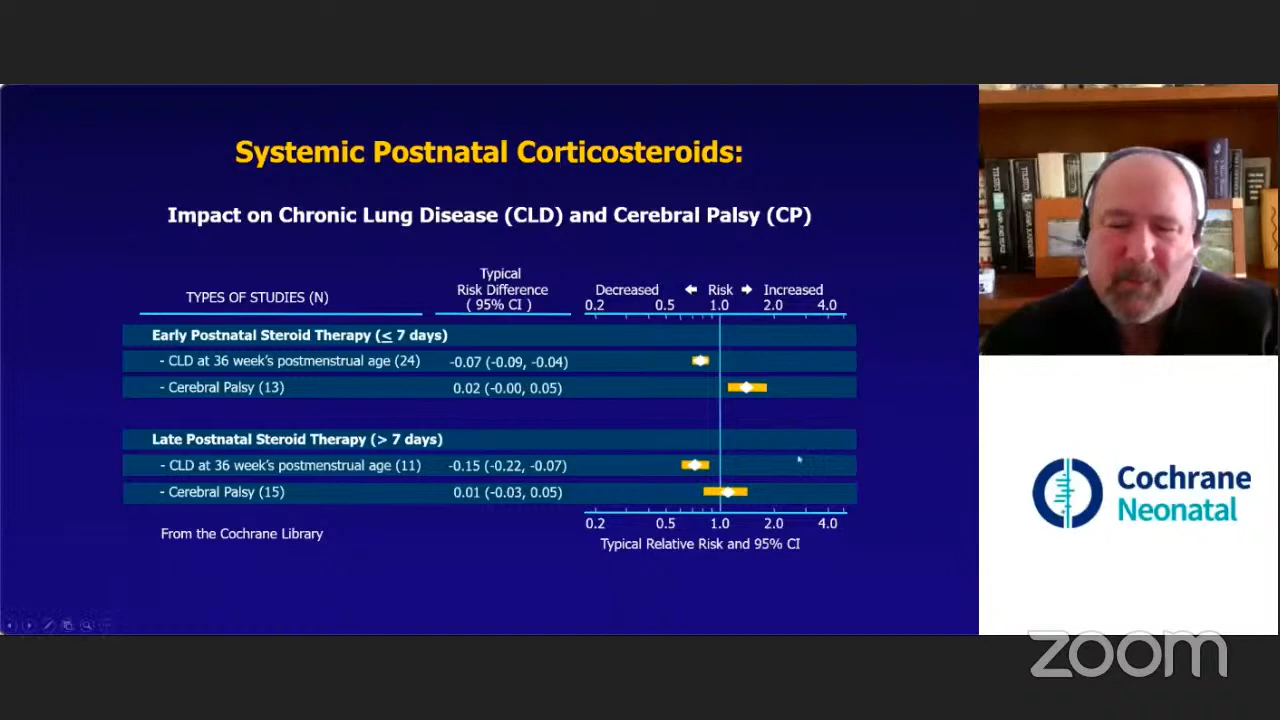 Systemic Postnatal Corticosteroids:
Impact on Chronic Lung Disease (CLD) and Cerebral Palsy (CP)
TYPES OF STUDIES (N)
Typical
Risk Difference
( 95% CI )
Decreased Risk Increased
0.2 0.5 1.0 2.0 4.0
Early Postnatal Steroid Therapy (≤ 7 days)
- CLD at 36 week's postmenstrual age (24) -0.07 (-0.09, -0.04)
- Cerebral Palsy (13) 0.02 (-0.00, 0.05)
Late Postnatal Steroid Therapy (> 7 days)
- CLD at 36 week's postmenstrual age (11) -0.15 (-0.22, -0.07)
- Cerebral Palsy (15) 0.01 (-0.03, 0.05)
0.2 0.5 1.0 2.0 4.0
From the Cochrane Library
Typical Relative Risk and 95% CI
Cochrane
Neonatal
zoom